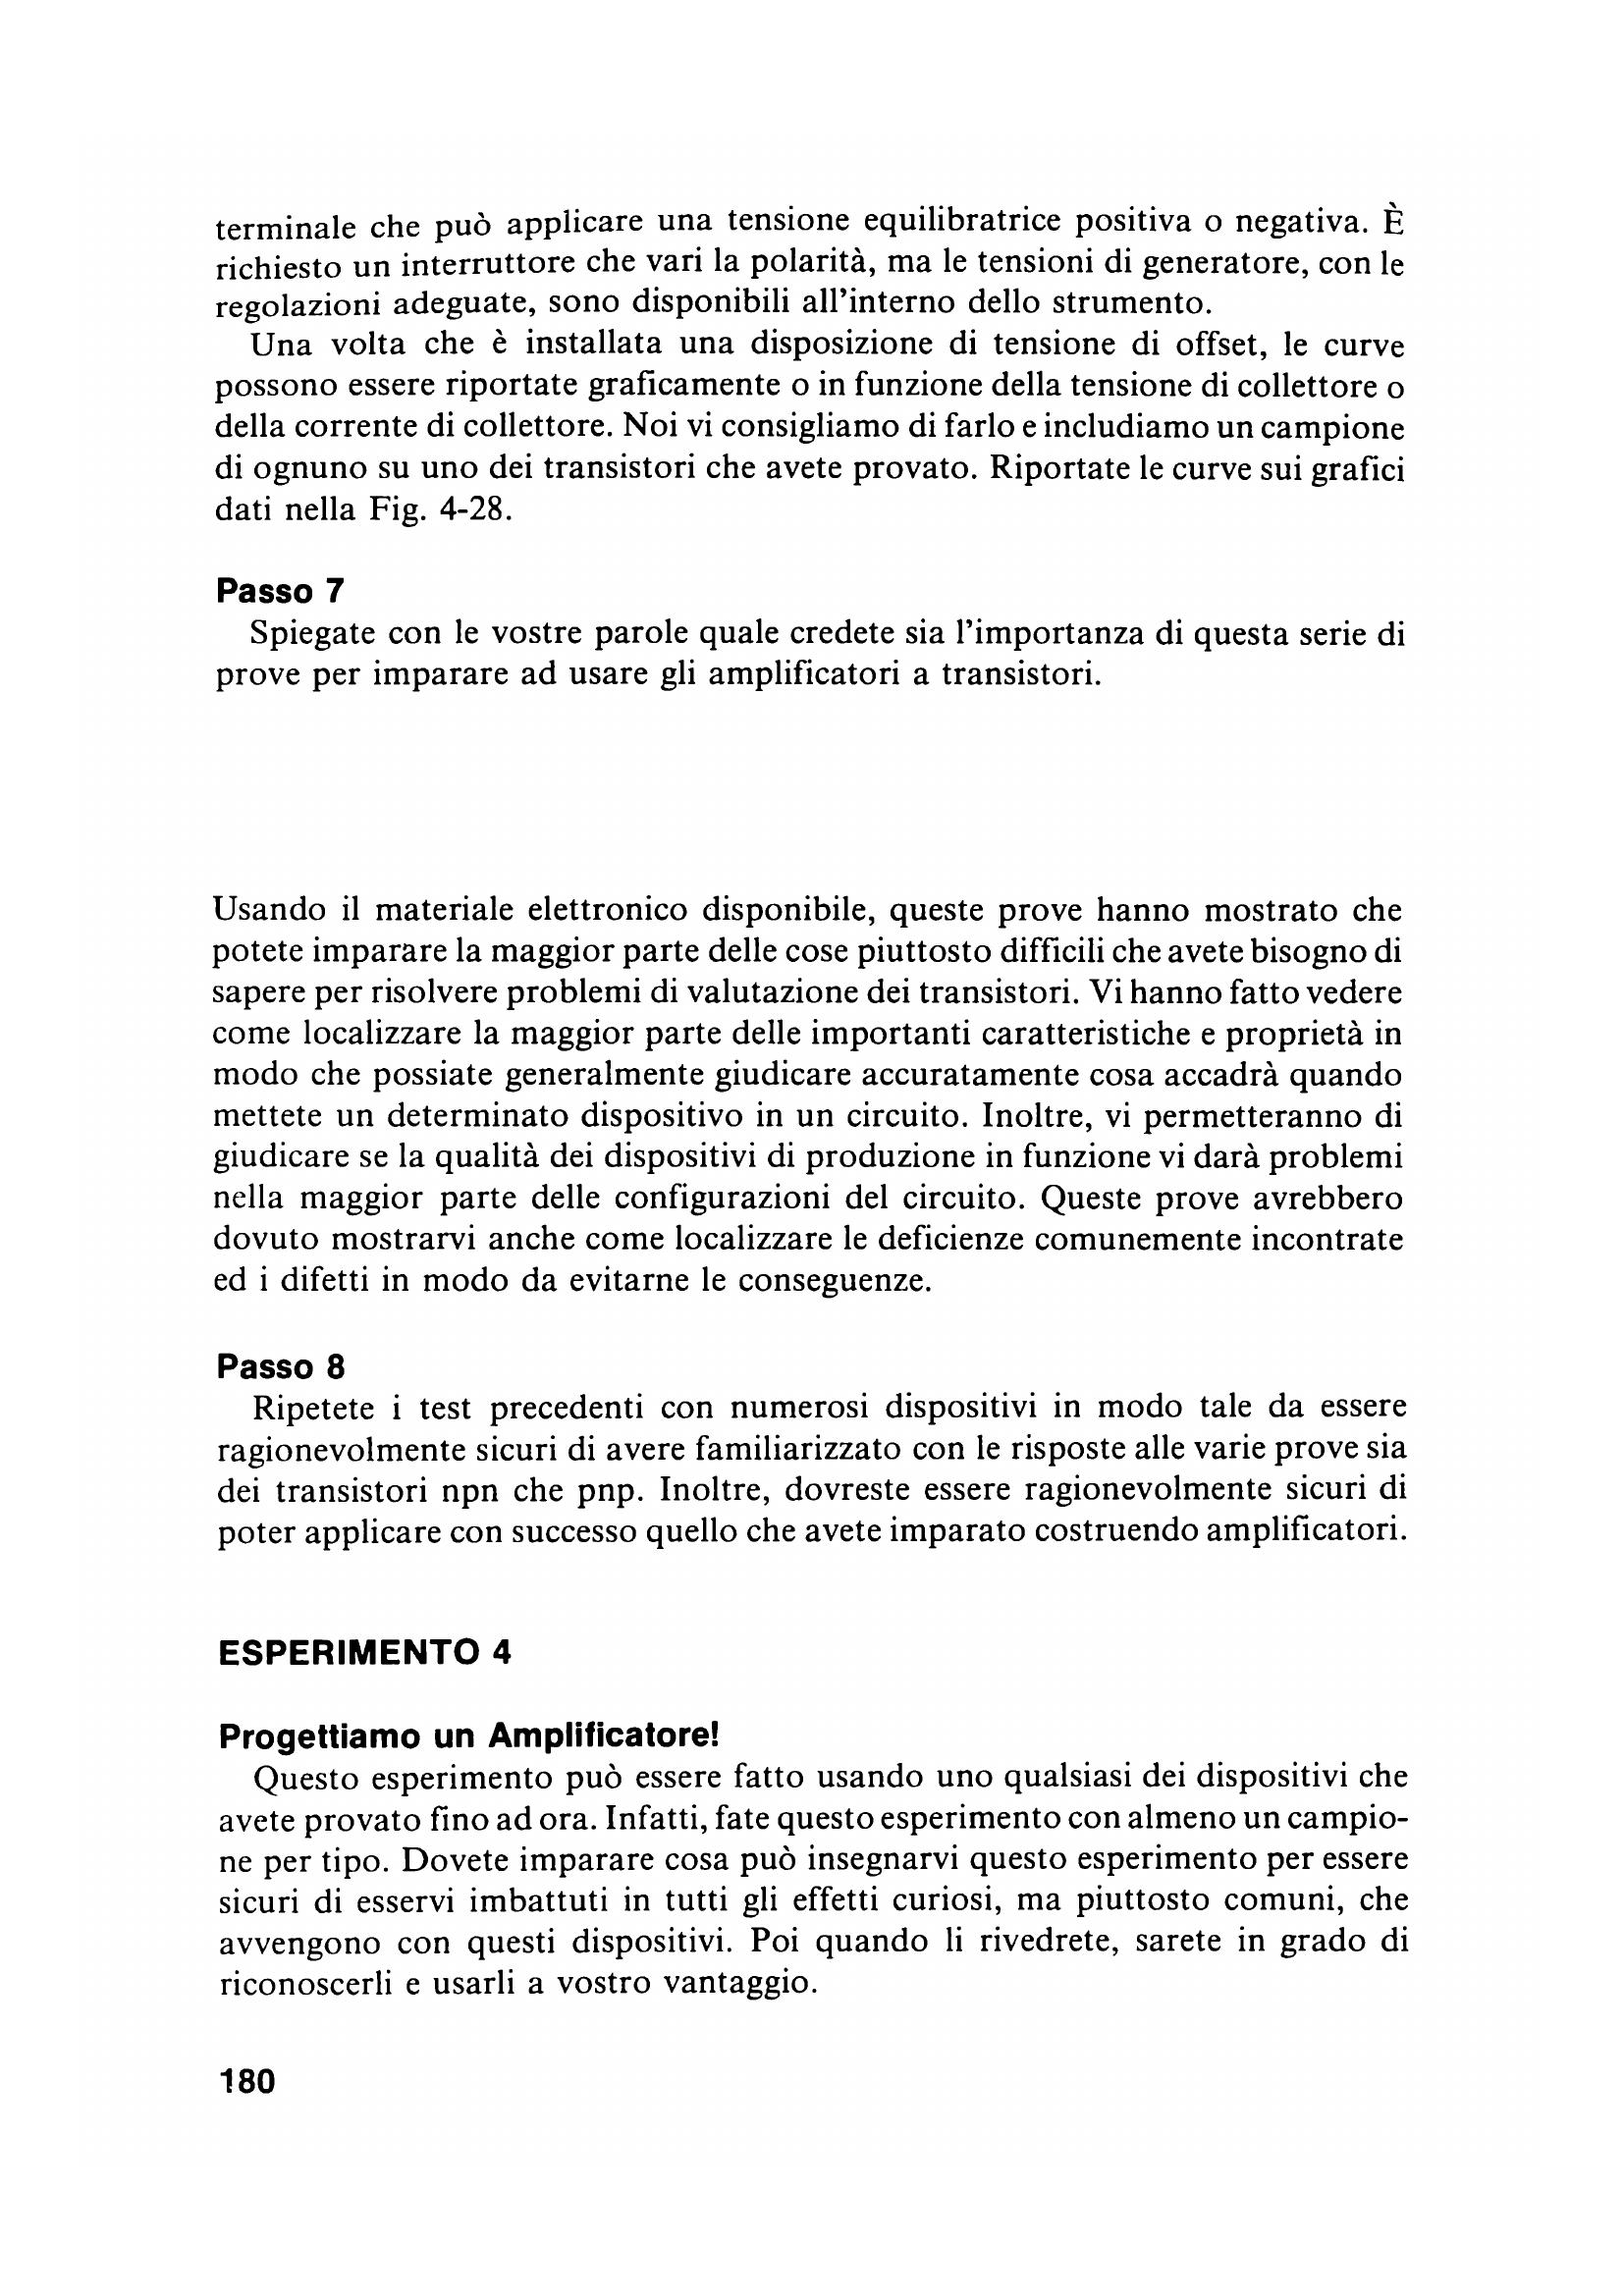 terminale che può applicare una tensione equilibratrice positiva o negativa. È
richiesto un interruttore che vari la polarità, ma le tensioni di generatore, con le
regolazioni adeguate, sono disponibili all'interno dello strumento.
Una volta che è installata una disposizione di tensione di offset, le curve
possono essere riportate graficamente o in funzione della tensione di collettore o
della corrente di collettore. Noi vi consigliamo di farlo e includiamo un campione
di ognuno su uno dei transistori che avete provato. Riportate le curve sui grafici
dati nella Fig. 4-28.
Passo 7
Spiegate con le vostre parole quale credete sia l'importanza di questa serie di
prove per imparare ad usare gli amplificatori a transistori.
Usando il materiale elettronico disponibile, queste prove hanno mostrato che
potete imparare la maggior parte delle cose piuttosto difficili che avete bisogno di
sapere per risolvere problemi di valutazione dei transistori. Vi hanno fatto vedere
come localizzare la maggior parte delle importanti caratteristiche e proprietà in
modo che possiate generalmente giudicare accuratamente cosa accadrà quando
mettete un determinato dispositivo in un circuito. Inoltre, vi permetteranno di
giudicare se la qualità dei dispositivi di produzione in funzione vi darà problemi
nella maggior parte delle configurazioni del circuito. Queste prove avrebbero
dovuto mostrarvi anche come localizzare le deficienze comunemente incontrate
ed i difetti in modo da evitarne le conseguenze.
Passo 8
Ripetete i test precedenti con numerosi dispositivi in modo tale da essere
ragionevolmente sicuri di avere familiarizzato con le risposte alle varie prove sia
dei transistori npn che pnp. Inoltre, dovreste essere ragionevolmente sicuri di
poter applicare con successo quello che avete imparato costruendo amplificatori.
ESPERIMENTO 4
Progettiamo un Amplificatore!
Questo esperimento può essere fatto usando uno qualsiasi dei dispositivi che
avete provato fino ad ora. Infatti, fate questo esperimento con almeno un campio-
ne per tipo. Dovete imparare cosa può insegnarvi questo esperimento per essere
sicuri di esservi imbattuti in tutti gli effetti curiosi, ma piuttosto comuni, che
avvengono con questi dispositivi. Poi quando li rivedrete, sarete in grado di
riconoscerli e usarli a vostro vantaggio.
180